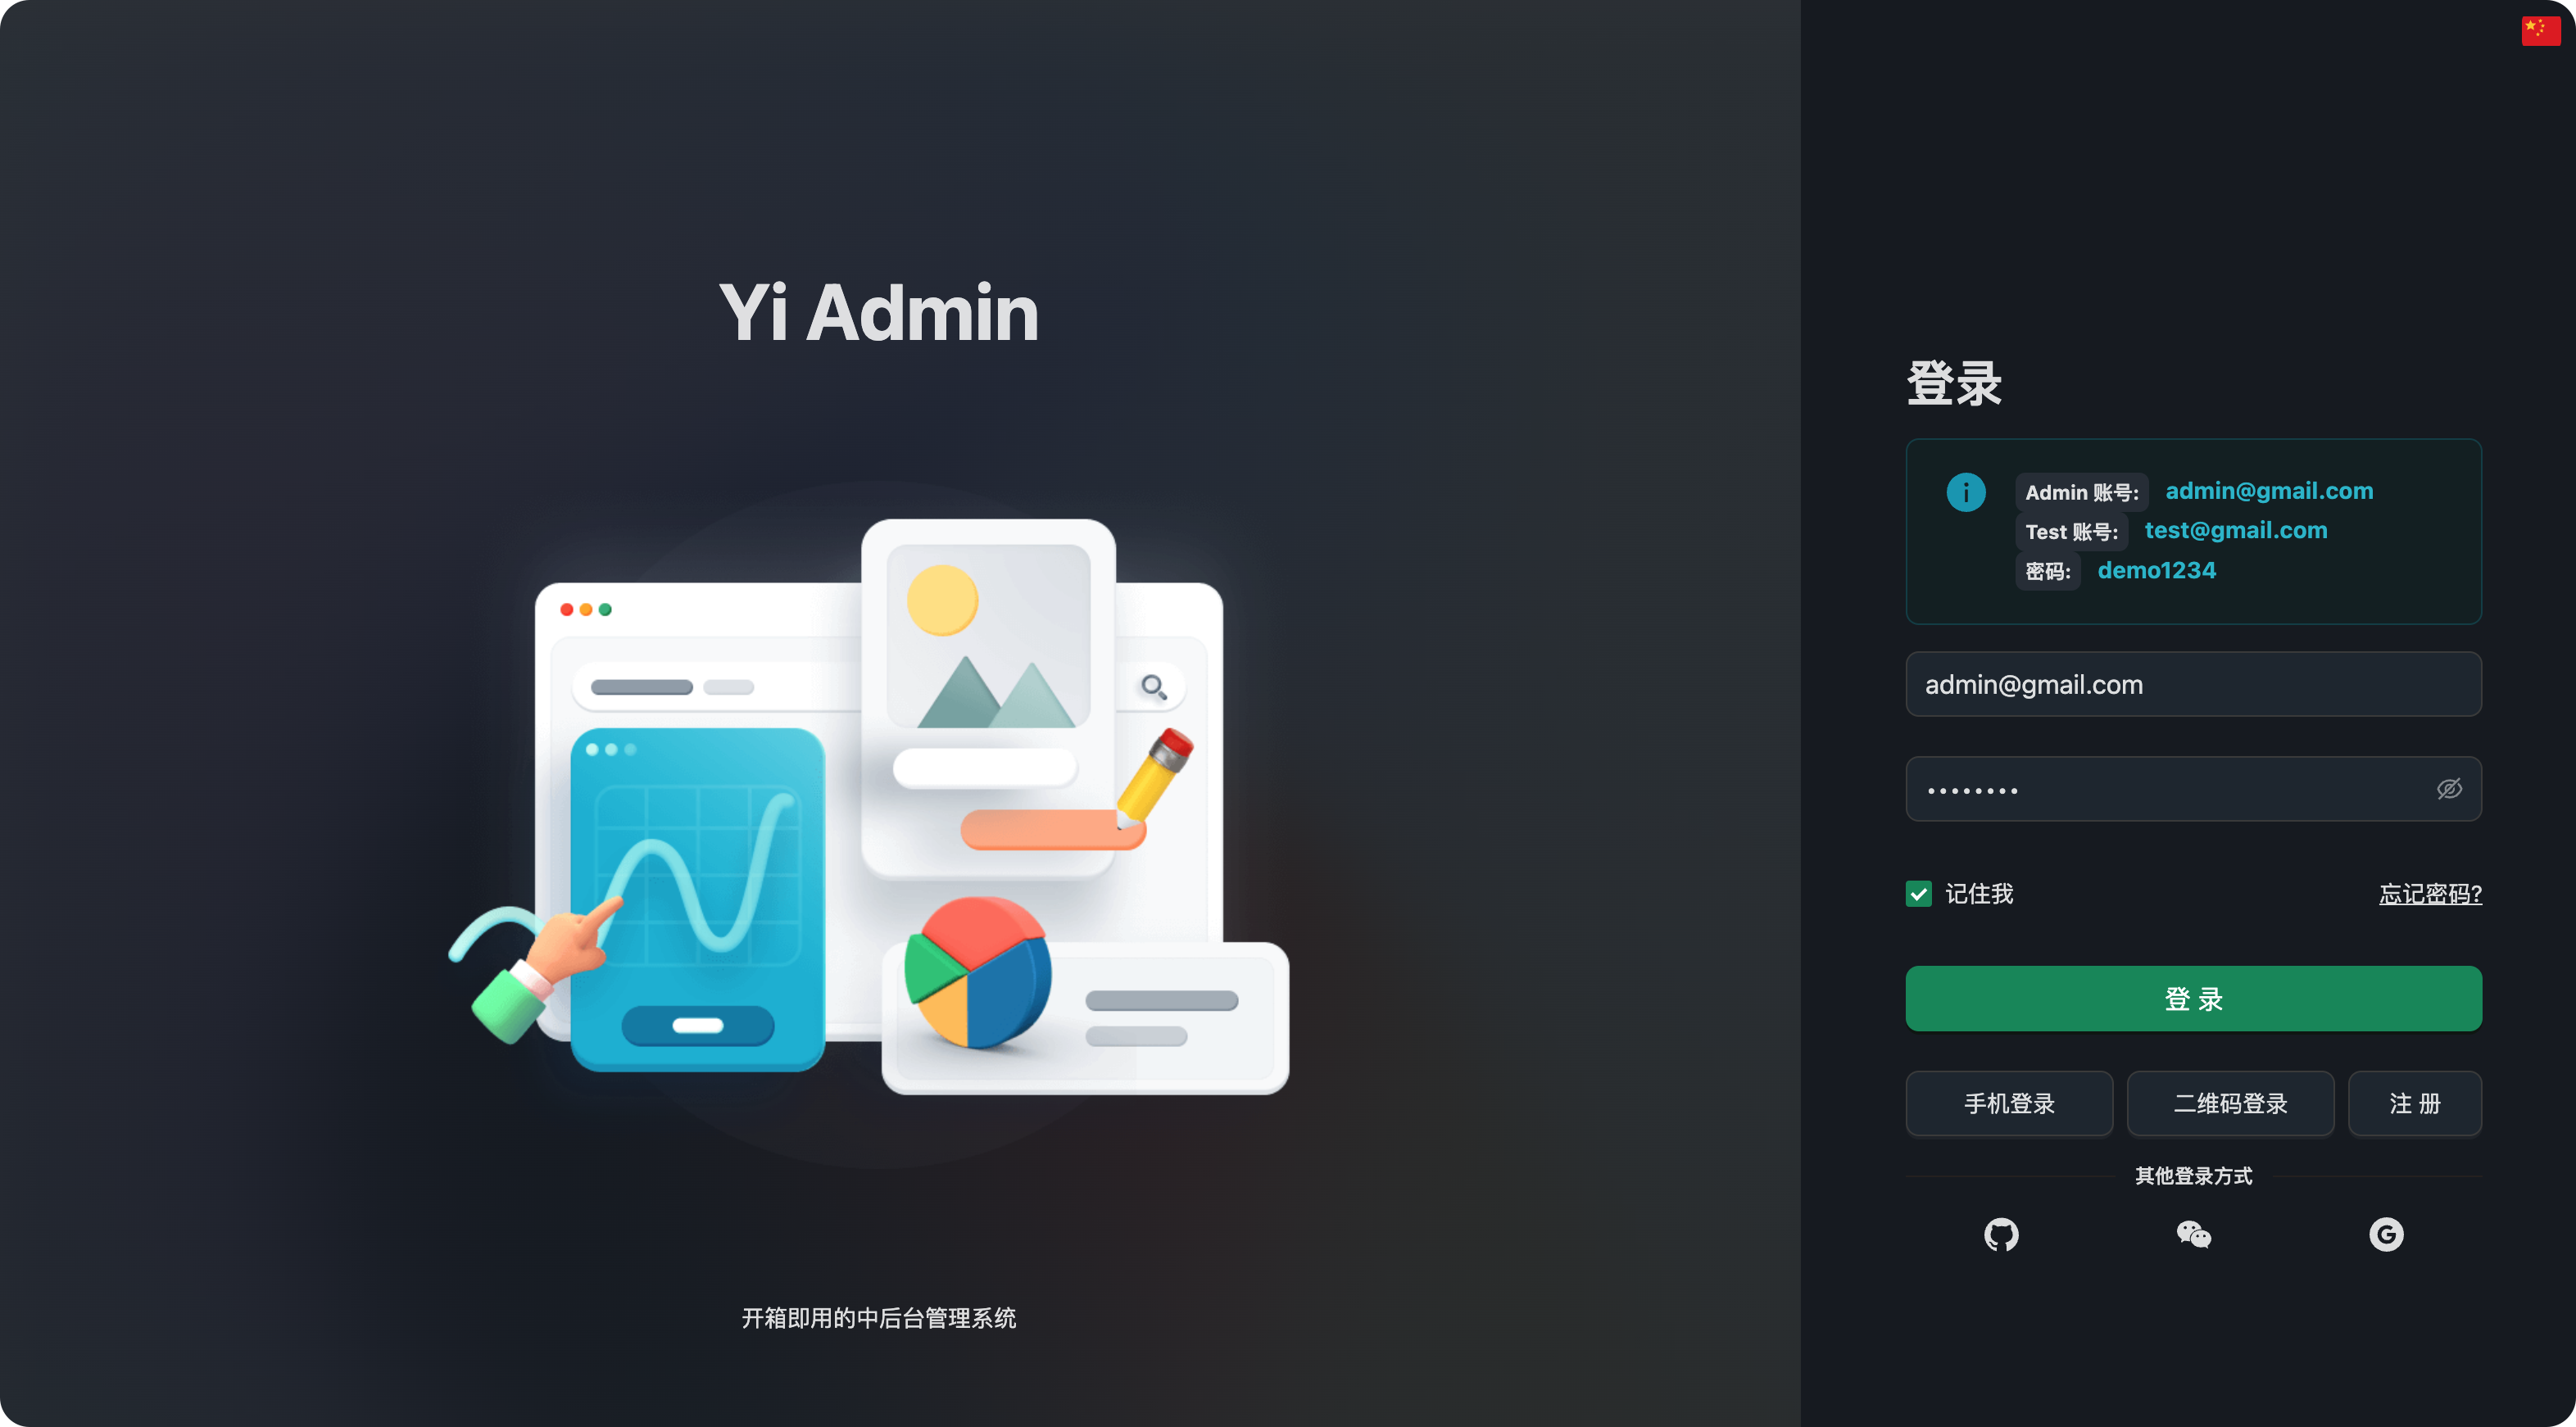 Yi Admin
开箱即用的中后台管理系统
登录
Admin 账号: admin@gmail.com
Test 账号: test@gmail.com
密码: demo1234
admin@gmail.com
••••••••
记住我 忘记密码?
登 录
手机登录 二维码登录 注 册
其他登录方式